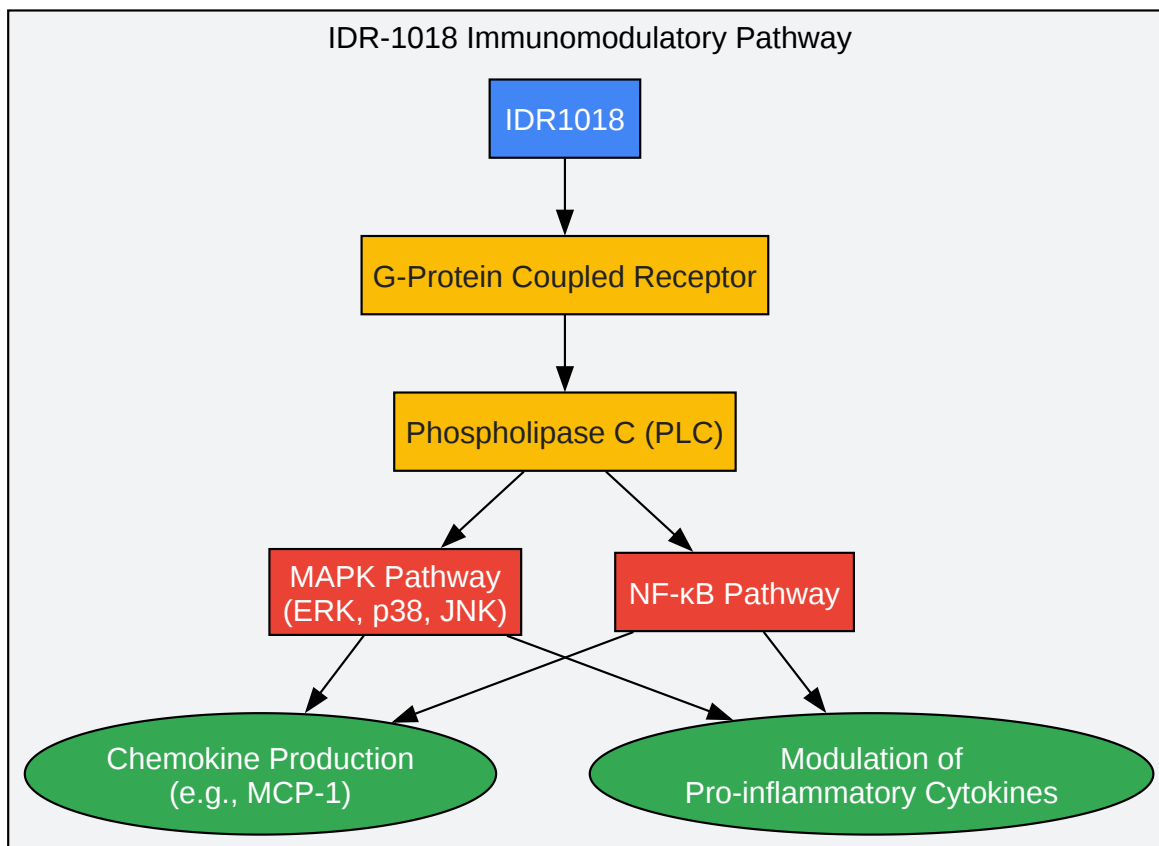 IDR-1018 Immunomodulatory Pathway
IDR1018
G-Protein Coupled Receptor
Phospholipase C (PLC)
MAPK Pathway
(ERK, p38, JNK)
NF-κB Pathway
Chemokine Production
(e.g., MCP-1)
Modulation of
Pro-inflammatory Cytokines